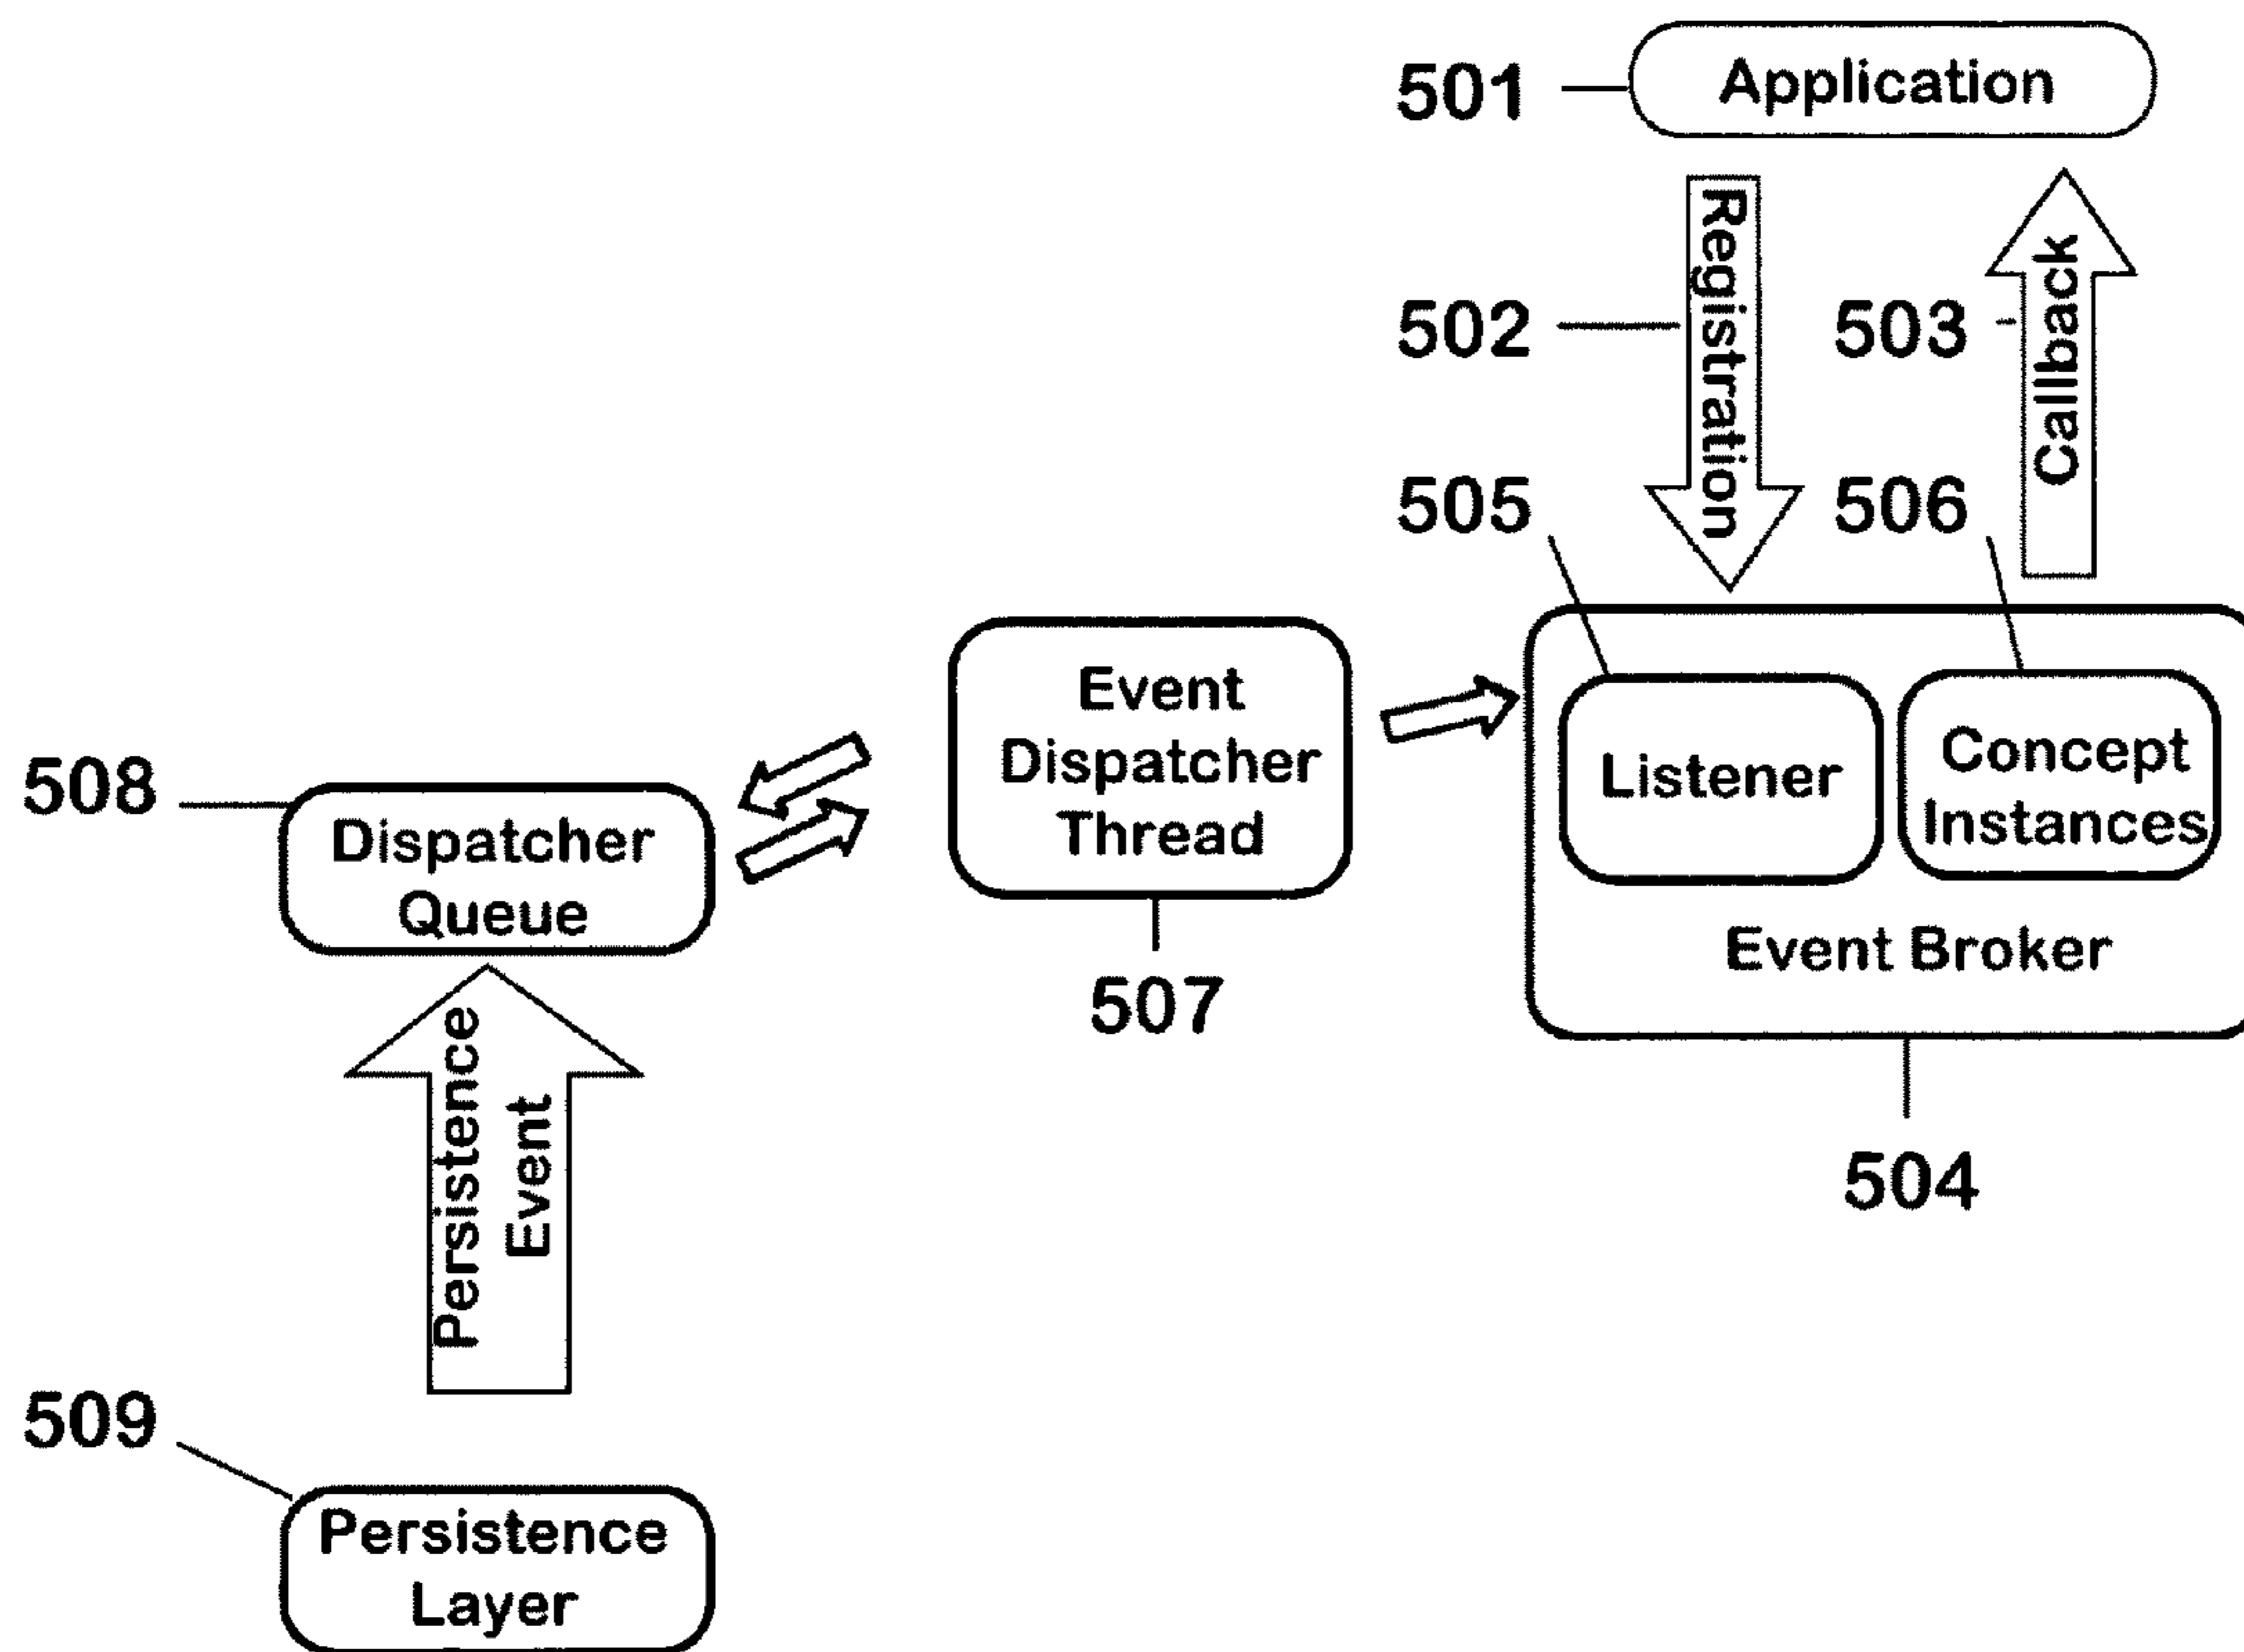 501
Application
Registration
502
503
Callback
505
506
Event
Dispatcher
Thread
Listener
Concept
Instances
Event Broker
508
Dispatcher
Queue
507
Persistence
Event
504
509
Persistence
Layer